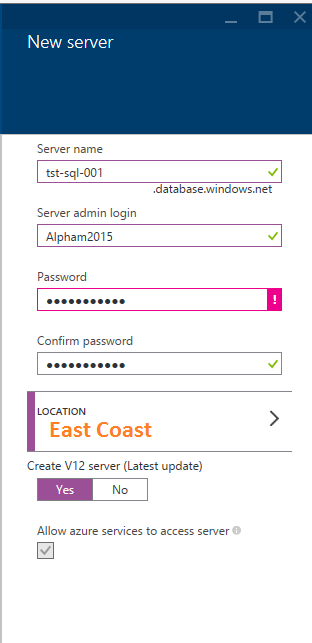 New server
Server name
tst-sql-001
.database.windows.net
Server admin login
Alpham2015
Password
•••••••••••
!
Confirm password
•••••••••••
LOCATION
East Coast
Create V12 server (Latest update)
Yes No
Allow azure services to access server